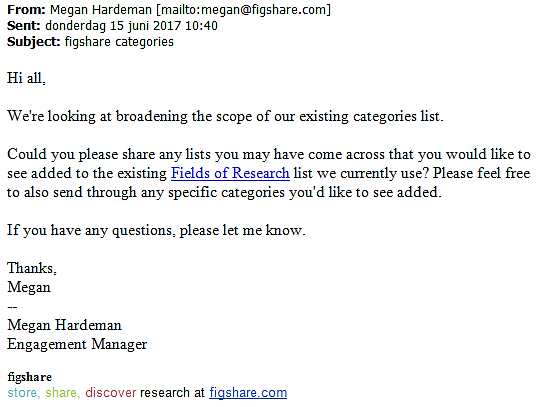 From: Megan Hardeman [mailto:megan@figshare.com]
Sent: donderdag 15 juni 2017 10:40
Subject: figshare categories
Hi all,
We're looking at broadening the scope of our existing categories list.
Could you please share any lists you may have come across that you would like to
see added to the existing Fields of Research list we currently use? Please feel free
to also send through any specific categories you'd like to see added.
If you have any questions, please let me know.
Thanks,
Megan
--
Megan Hardeman
Engagement Manager
figshare
store, share, discover research at figshare.com